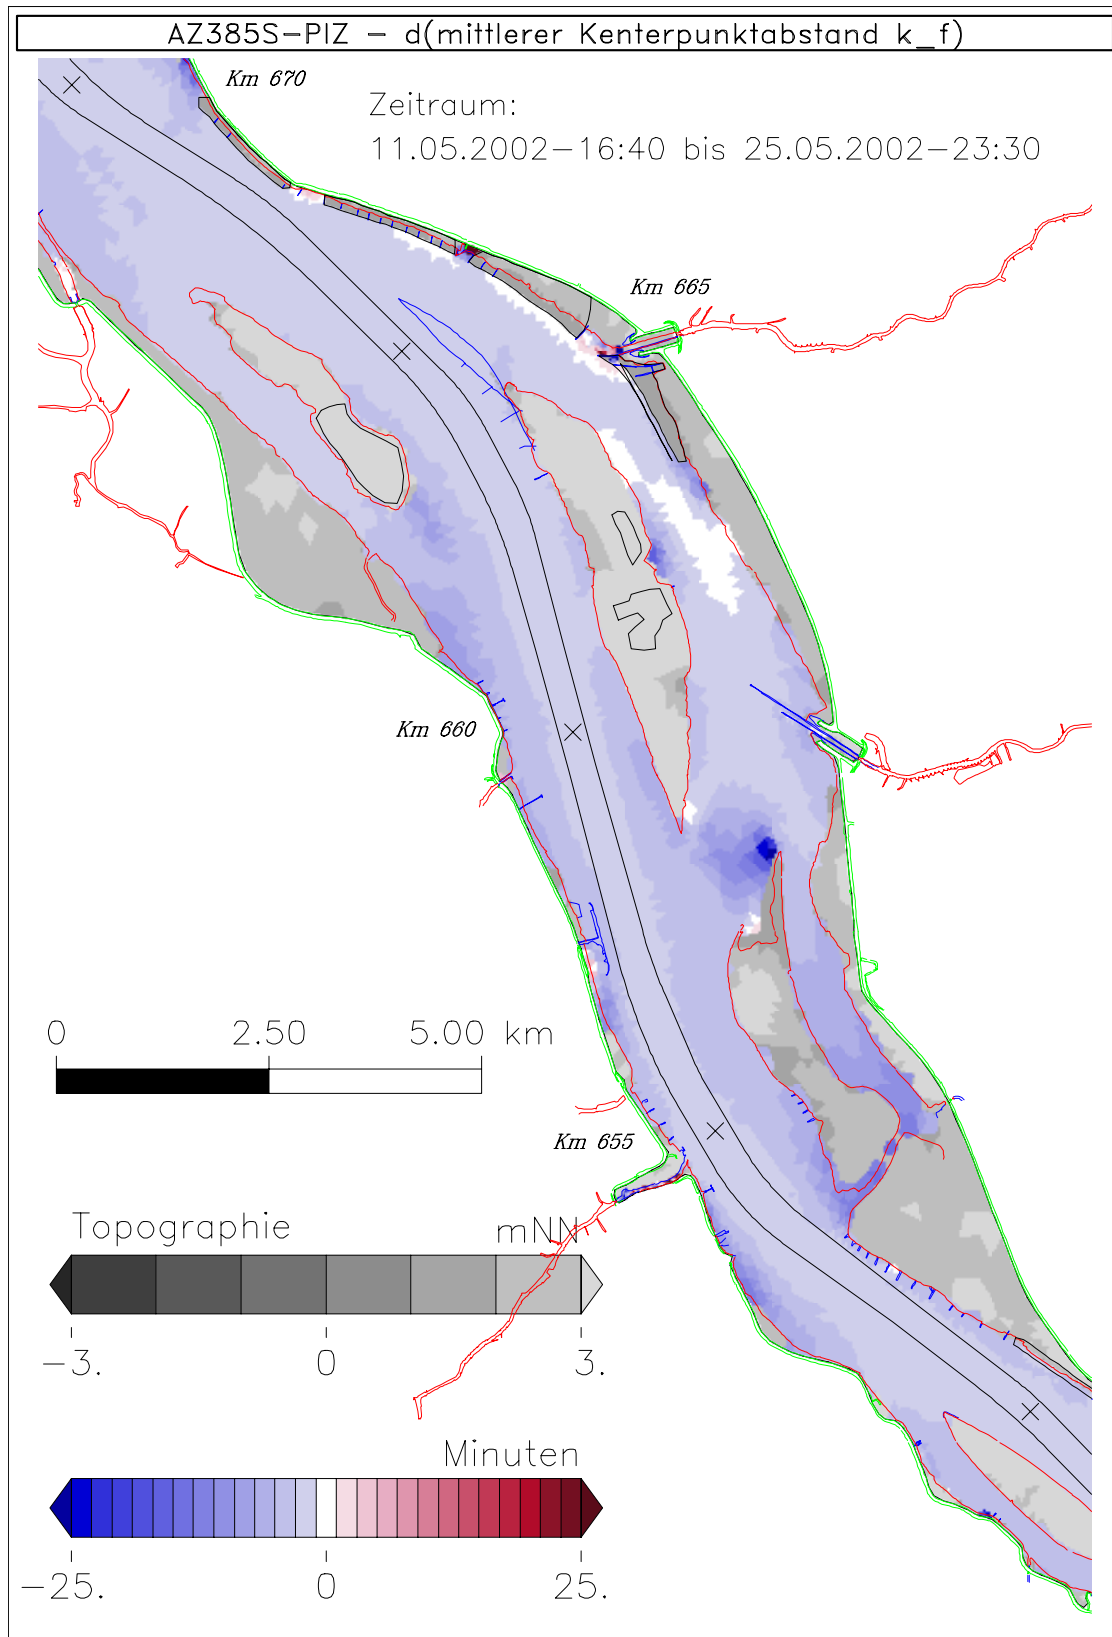 AZ385S-PIZ - d(mittlerer Kenterpunktabstand k_f)
Km 670
Zeitraum:
11.05.2002-16:40 bis 25.05.2002-23:30
Km 665
Km 660
0 2.50 5.00 km
Km 655
Topographie mNN
-3. 0 3.
Minuten
-25. 0 25.